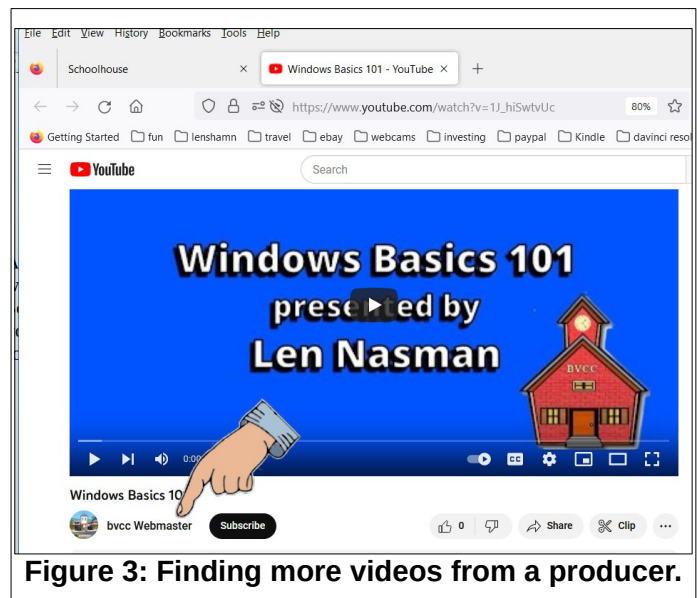 File Edit View History Bookmarks Tools Help
Schoolhouse × Windows Basics 101 - YouTube × +
https://www.youtube.com/watch?v=1J_hiSwtvUc 80%
Getting Started fun lenshamn travel ebay webcams investing paypal Kindle davinci resol
YouTube Search
Windows Basics 101
presented by
Len Nasman
BVCC
0:00
CC
Windows Basics 10
bvcc Webmaster Subscribe 0 Share Clip ...
Figure 3: Finding more videos from a producer.